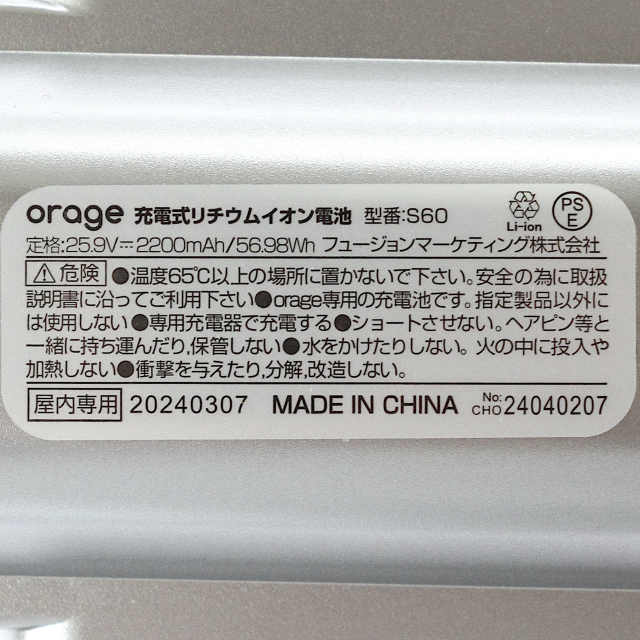 orage 充電式リチウムイオン電池 型番:S60
Li-ion
PS
E
定格:25.9V⎓2200mAh/56.98Wh フュージョンマーケティング株式会社
⚠危険 ●温度65℃以上の場所に置かないで下さい。安全の為に取扱
説明書に沿ってご利用下さい●orage専用の充電池です。指定製品以外に
は使用しない●専用充電器で充電する●ショートさせない。ヘアピン等と
一緒に持ち運んだり,保管しない●水をかけたりしない。火の中に投入や
加熱しない●衝撃を与えたり,分解,改造しない。
屋内専用 20240307 MADE IN CHINA No: CHO24040207